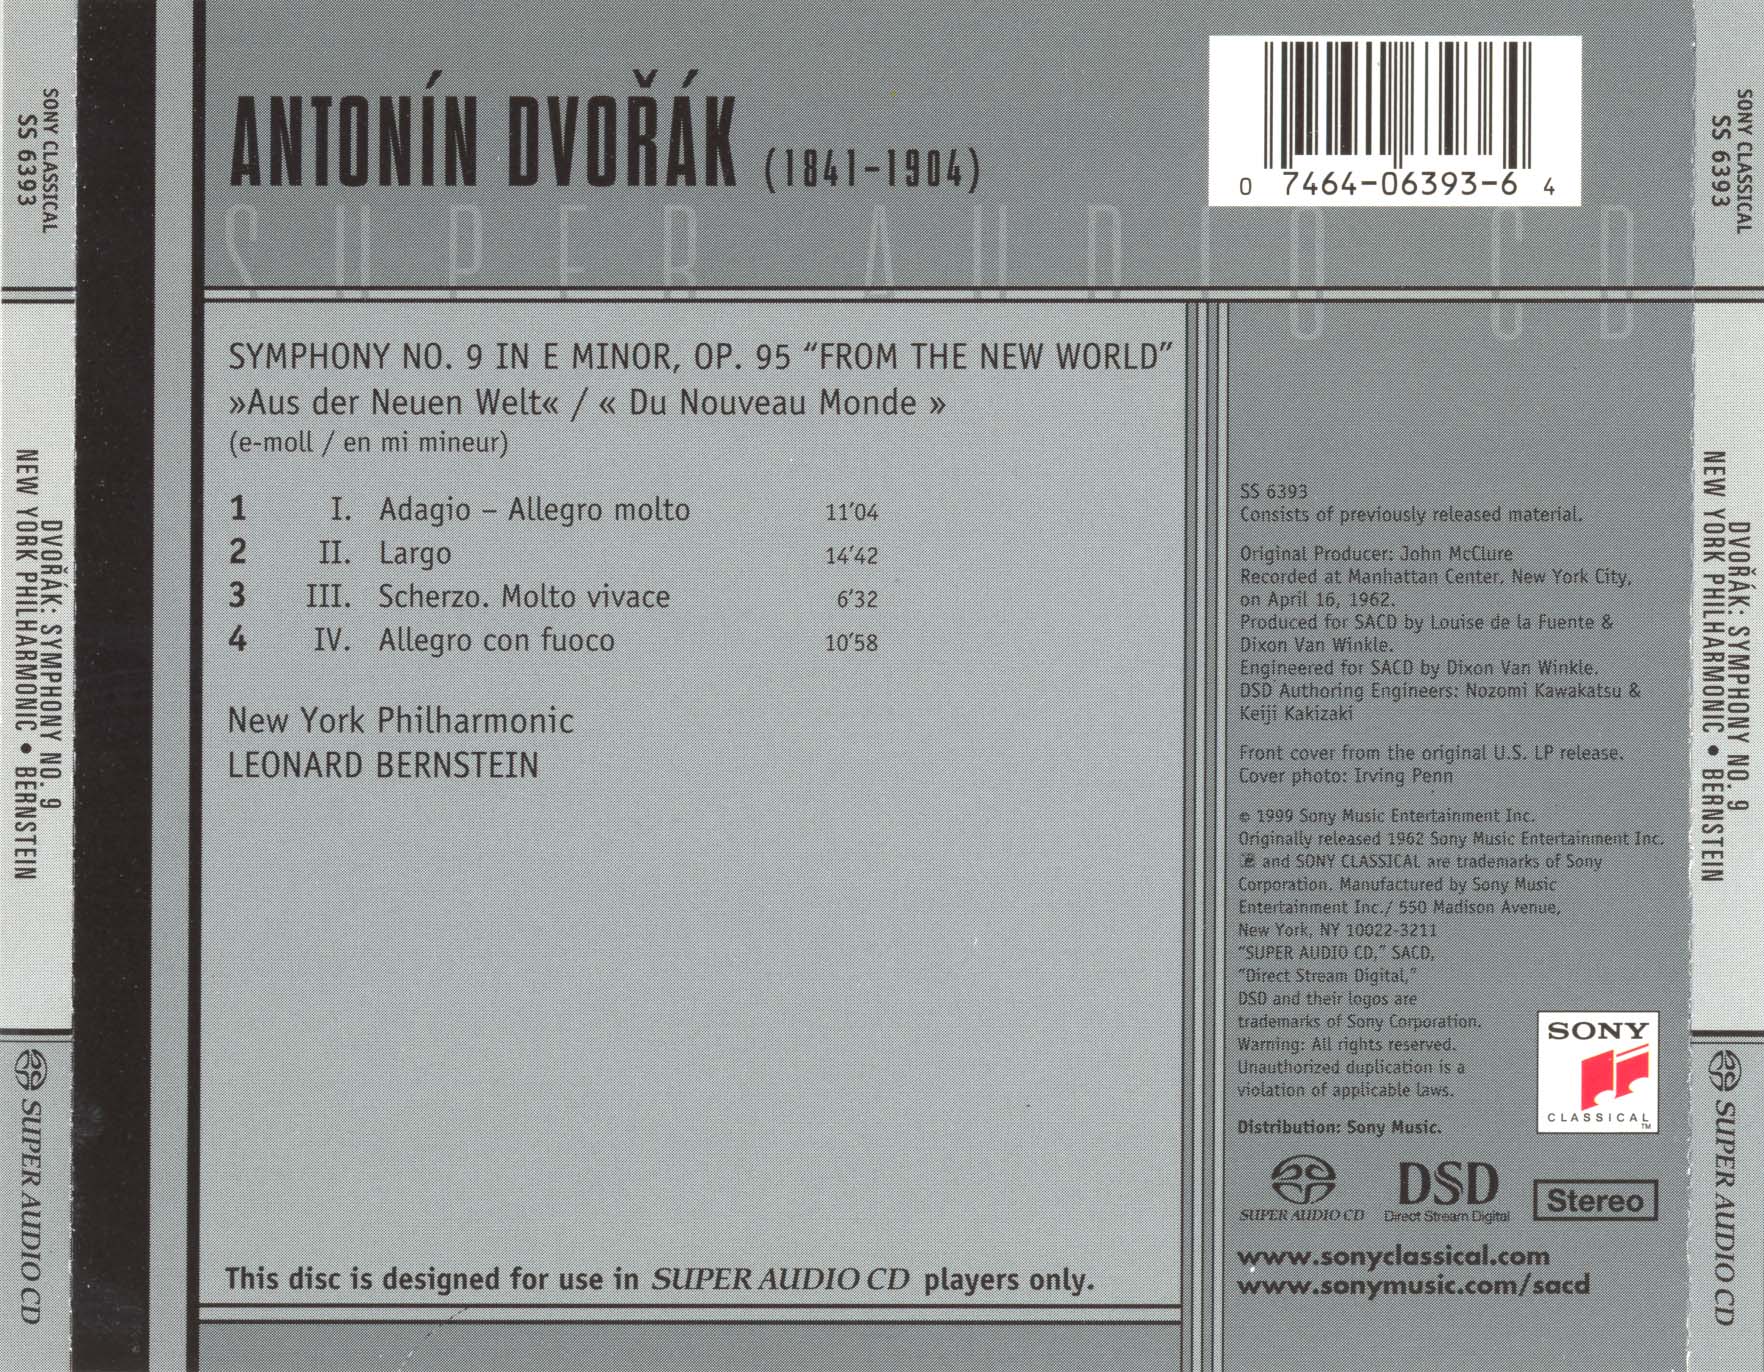 SONY CLASSICAL
SS 6393
DVOŘÁK: SYMPHONY NO. 9
NEW YORK PHILHARMONIC • BERNSTEIN
SUPER AUDIO CD
ANTONÍN DVOŘÁK (1841–1904)
0 7464-06393-6 4
SUPER AUDIO CD
SYMPHONY NO. 9 IN E MINOR, OP. 95 “FROM THE NEW WORLD”
»Aus der Neuen Welt« / « Du Nouveau Monde »
(e-moll / en mi mineur)
1 I. Adagio – Allegro molto 11’04
2 II. Largo 14’42
3 III. Scherzo. Molto vivace 6’32
4 IV. Allegro con fuoco 10’58
New York Philharmonic
LEONARD BERNSTEIN
This disc is designed for use in SUPER AUDIO CD players only.
SS 6393
Consists of previously released material.
Original Producer: John McClure
Recorded at Manhattan Center, New York City,
on April 16, 1962.
Produced for SACD by Louise de la Fuente &
Dixon Van Winkle.
Engineered for SACD by Dixon Van Winkle.
DSD Authoring Engineers: Nozomi Kawakatsu &
Keiji Kakizaki
Front cover from the original U.S. LP release.
Cover photo: Irving Penn
© 1999 Sony Music Entertainment Inc.
Originally released 1962 Sony Music Entertainment Inc.
and SONY CLASSICAL are trademarks of Sony
Corporation. Manufactured by Sony Music
Entertainment Inc./ 550 Madison Avenue,
New York, NY 10022-3211
“SUPER AUDIO CD,” SACD,
“Direct Stream Digital,”
DSD and their logos are
trademarks of Sony Corporation.
Warning: All rights reserved.
Unauthorized duplication is a
violation of applicable laws.
Distribution: Sony Music.
SONY
CLASSICAL
TM
SUPER AUDIO CD
DSD
Direct Stream Digital
Stereo
www.sonyclassical.com
www.sonymusic.com/sacd
SONY CLASSICAL
SS 6393
DVOŘÁK: SYMPHONY NO. 9
NEW YORK PHILHARMONIC • BERNSTEIN
SUPER AUDIO CD